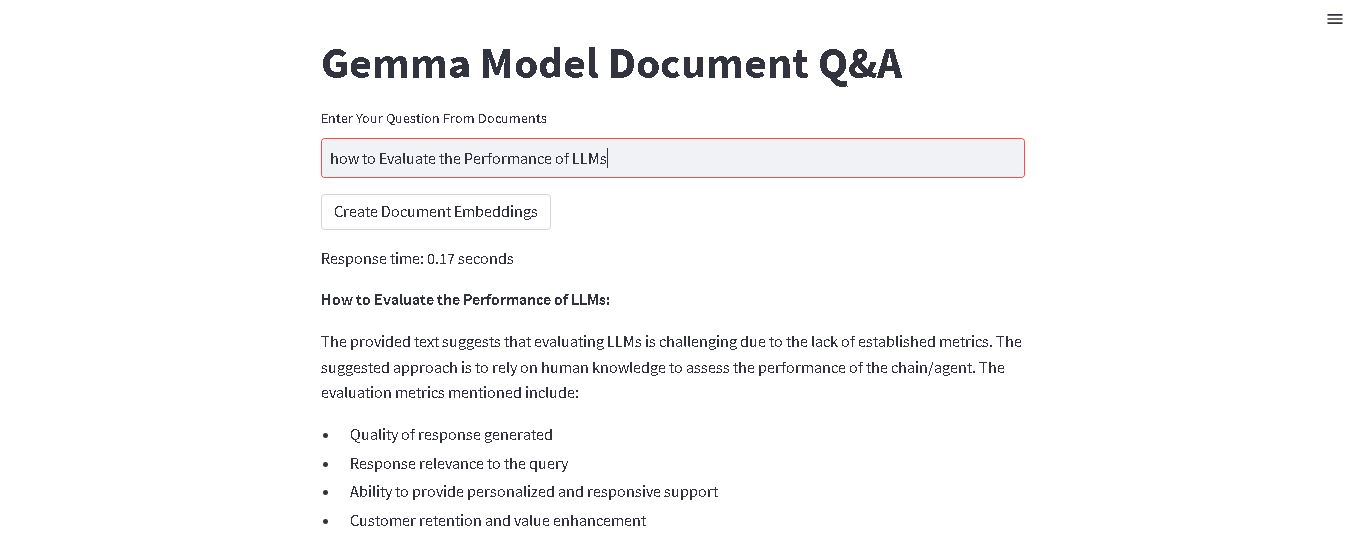 Gemma Model Document Q&A
Enter Your Question From Documents
how to Evaluate the Performance of LLMs
Create Document Embeddings
Response time: 0.17 seconds
How to Evaluate the Performance of LLMs:
The provided text suggests that evaluating LLMs is challenging due to the lack of established metrics. The
suggested approach is to rely on human knowledge to assess the performance of the chain/agent. The
evaluation metrics mentioned include:
• Quality of response generated
• Response relevance to the query
• Ability to provide personalized and responsive support
• Customer retention and value enhancement